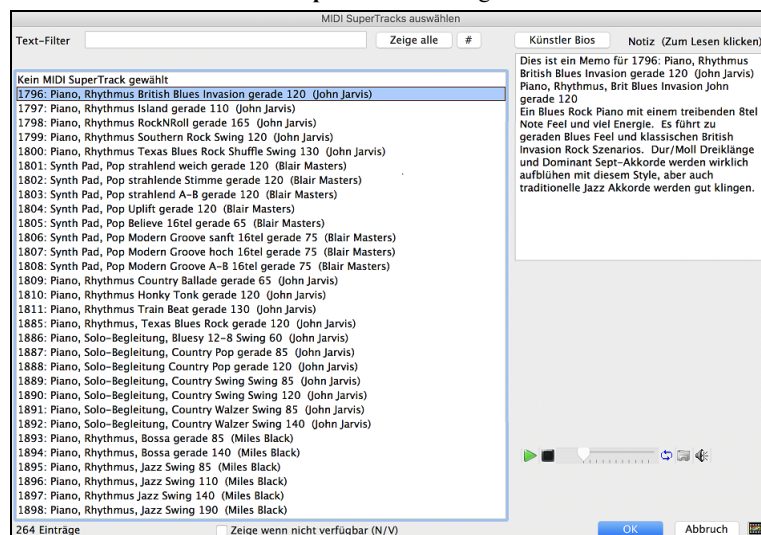 MIDI SuperTracks auswählen
Text-Filter
Zeige alle
#
Künstler Bios
Notiz (Zum Lesen klicken)
Kein MIDI SuperTrack gewählt
1796: Piano, Rhythmus British Blues Invasion gerade 120 (John Jarvis)
1797: Piano, Rhythmus Island gerade 110 (John Jarvis)
1798: Piano, Rhythmus RockNRoll gerade 165 (John Jarvis)
1799: Piano, Rhythmus Southern Rock Swing 120 (John Jarvis)
1800: Piano, Rhythmus Texas Blues Rock Shuffle Swing 130 (John Jarvis)
1801: Synth Pad, Pop strahlend weich gerade 120 (Blair Masters)
1802: Synth Pad, Pop strahlende Stimme gerade 120 (Blair Masters)
1803: Synth Pad, Pop strahlend A-B gerade 120 (Blair Masters)
1804: Synth Pad, Pop Uplift gerade 120 (Blair Masters)
1805: Synth Pad, Pop Believe 16tel gerade 65 (Blair Masters)
1806: Synth Pad, Pop Modern Groove sanft 16tel gerade 75 (Blair Masters)
1807: Synth Pad, Pop Modern Groove hoch 16tel gerade 75 (Blair Masters)
1808: Synth Pad, Pop Modern Groove A-B 16tel gerade 75 (Blair Masters)
1809: Piano, Rhythmus Country Ballade gerade 65 (John Jarvis)
1810: Piano, Rhythmus Honky Tonk gerade 120 (John Jarvis)
1811: Piano, Rhythmus Train Beat gerade 130 (John Jarvis)
1885: Piano, Rhythmus, Texas Blues Rock gerade 120 (John Jarvis)
1886: Piano, Solo-Begleitung, Bluesy 12-8 Swing 60 (John Jarvis)
1887: Piano, Solo-Begleitung, Country Pop gerade 85 (John Jarvis)
1888: Piano, Solo-Begleitung Country Pop gerade 120 (John Jarvis)
1889: Piano, Solo-Begleitung, Country Swing Swing 85 (John Jarvis)
1890: Piano, Solo-Begleitung, Country Swing Swing 120 (John Jarvis)
1891: Piano, Solo-Begleitung, Country Walzer Swing 85 (John Jarvis)
1892: Piano, Solo-Begleitung, Country Walzer Swing 140 (John Jarvis)
1893: Piano, Rhythmus, Bossa gerade 85 (Miles Black)
1894: Piano, Rhythmus, Bossa gerade 140 (Miles Black)
1895: Piano, Rhythmus, Jazz Swing 85 (Miles Black)
1896: Piano, Rhythmus, Jazz Swing 110 (Miles Black)
1897: Piano, Rhythmus Jazz Swing 140 (Miles Black)
1898: Piano, Rhythmus, Jazz Swing 190 (Miles Black)
Dies ist ein Memo für 1796: Piano, Rhythmus
British Blues Invasion gerade 120 (John Jarvis)
Piano, Rhythmus, Brit Blues Invasion John
gerade 120
Ein Blues Rock Piano mit einem treibenden 8tel
Note Feel und viel Energie. Es führt zu
geraden Blues Feel und klassischen British
Invasion Rock Szenarios. Dur/Moll Dreiklänge
und Dominant Sept-Akkorde werden wirklich
aufblühen mit diesem Style, aber auch
traditionelle Jazz Akkorde werden gut klingen.
264 Einträge
Zeige wenn nicht verfügbar (N/V)
OK
Abbruch